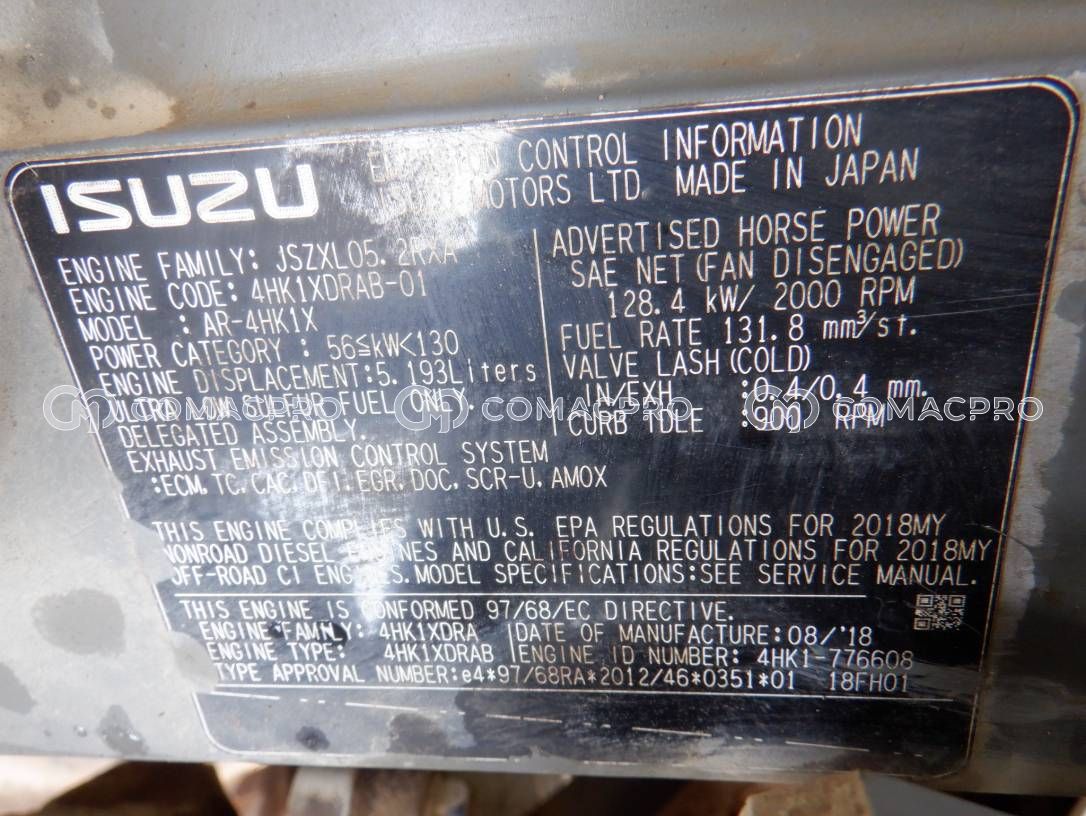 ISUZU
EMISSION CONTROL INFORMATION
ISUZU MOTORS LTD. MADE IN JAPAN
ENGINE FAMILY: JSZXL05.2RXA
ENGINE CODE: 4HK1XDRAB-01
MODEL : AR-4HK1X
POWER CATEGORY : 56≦kW<130
ENGINE DISPLACEMENT:5.193Liters
ULTRA LOW SULFUR FUEL ONLY.
DELEGATED ASSEMBLY.
EXHAUST EMISSION CONTROL SYSTEM
:ECM, TC, CAC, DFI, EGR, DOC, SCR-U, AMOX
ADVERTISED HORSE POWER
SAE NET (FAN DISENGAGED)
128.4 kW/ 2000 RPM
FUEL RATE 131.8 mm³/st.
VALVE LASH(COLD)
IN/EXH :0.4/0.4 mm.
CURB IDLE :900 RPM
COMACPRO COMACPRO COMACPRO
THIS ENGINE COMPLIES WITH U.S. EPA REGULATIONS FOR 2018MY
NONROAD DIESEL ENGINES AND CALIFORNIA REGULATIONS FOR 2018MY
OFF-ROAD CI ENGINES. MODEL SPECIFICATIONS:SEE SERVICE MANUAL.
THIS ENGINE IS CONFORMED 97/68/EC DIRECTIVE.
ENGINE FAMILY: 4HK1XDRA DATE OF MANUFACTURE:08/'18
ENGINE TYPE: 4HK1XDRAB ENGINE ID NUMBER: 4HK1-776608
TYPE APPROVAL NUMBER:e4*97/68RA*2012/46*0351*01 18FH01